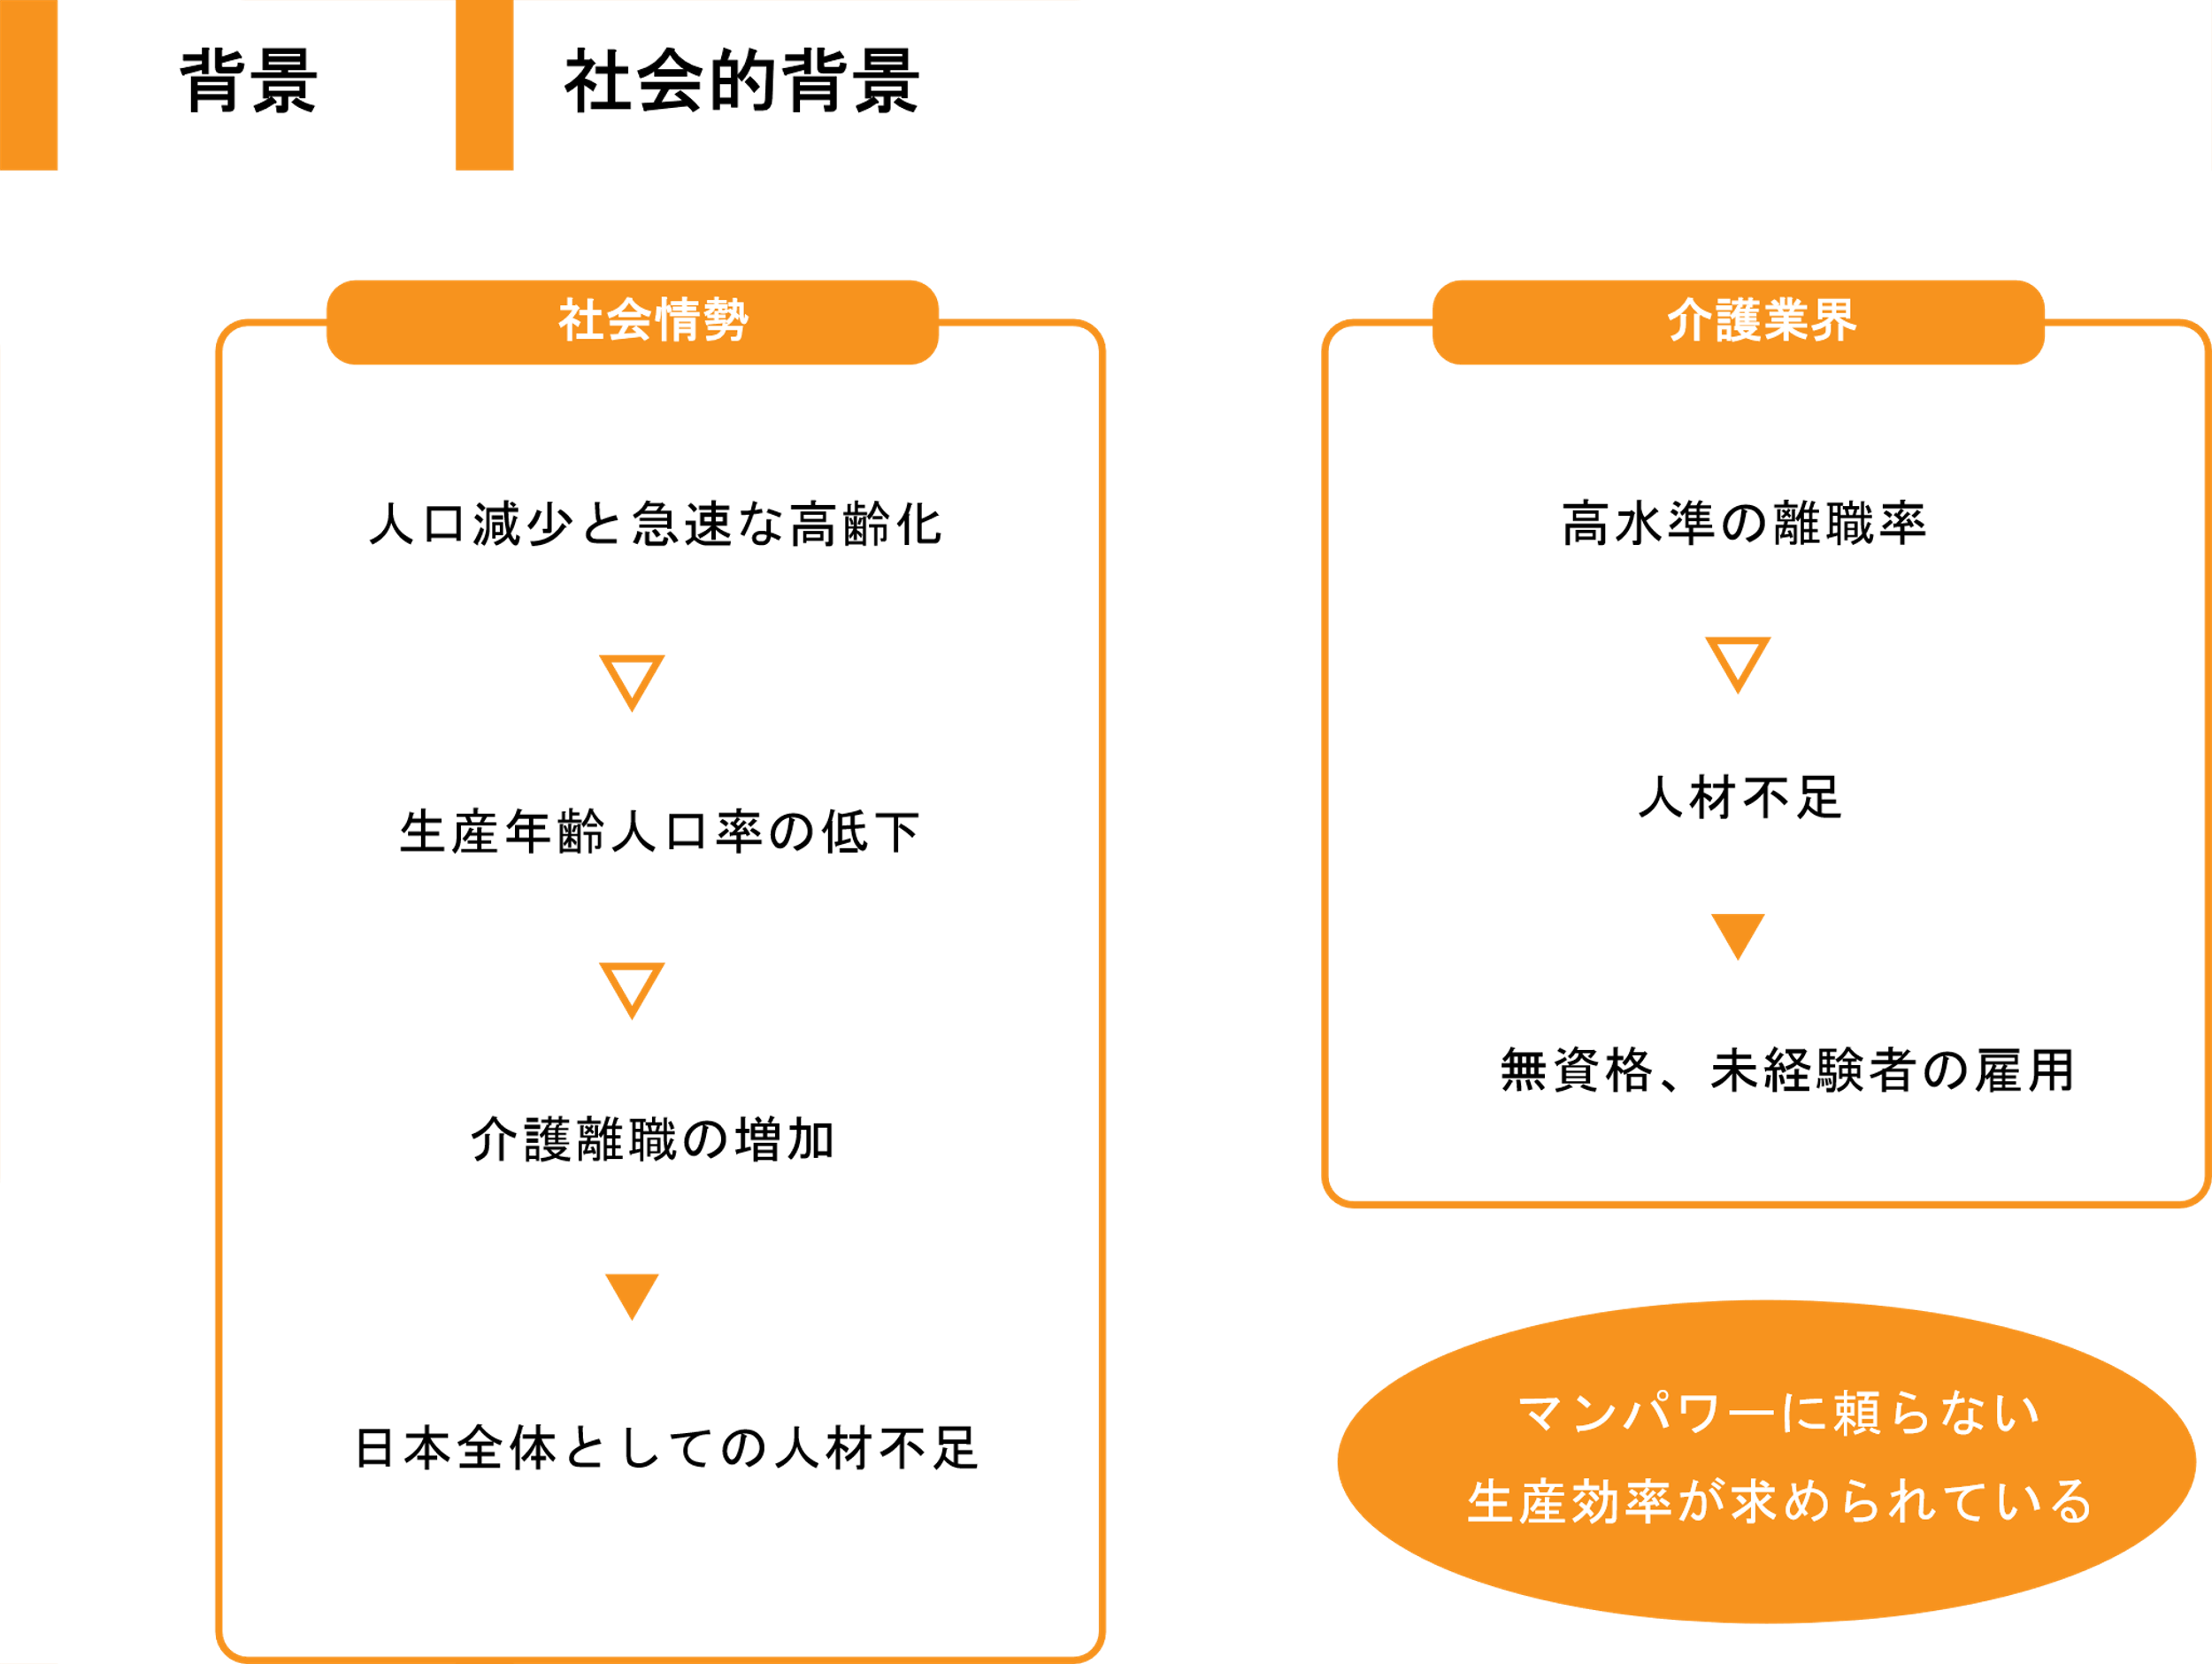 背景
社会的背景
社会情勢
人口減少と急速な高齢化
生産年齢人口率の低下
介護離職の増加
日本全体としての人材不足
介護業界
高水準の離職率
人材不足
無資格、未経験者の雇用
マンパワーに頼らない
生産効率が求められている